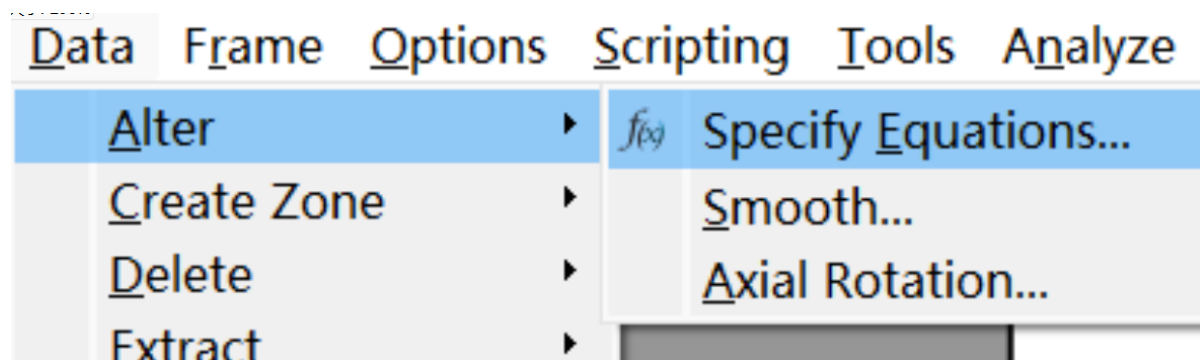 Data Frame Options Scripting Tools Analyze
Alter
Create Zone
Delete
Extract
f(x) Specify Equations...
Smooth...
Axial Rotation...